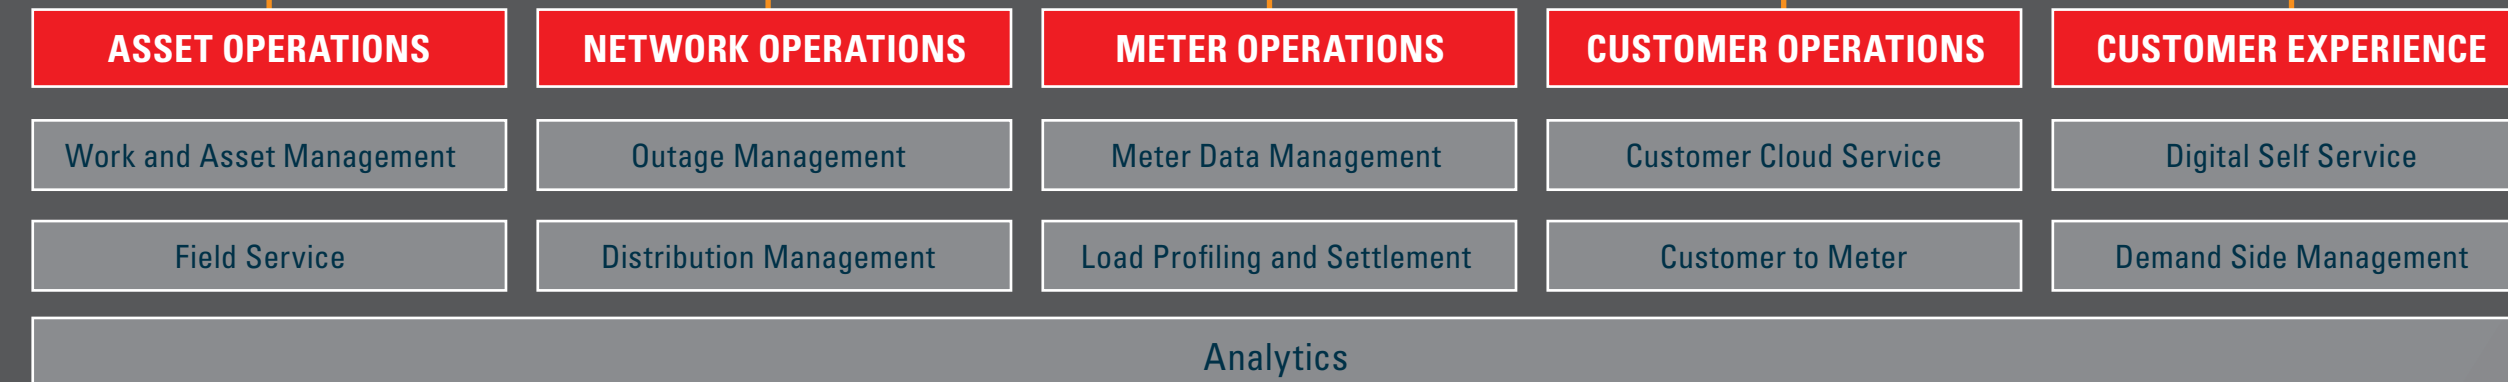 ASSET OPERATIONS
NETWORK OPERATIONS
METER OPERATIONS
CUSTOMER OPERATIONS
CUSTOMER EXPERIENCE
Work and Asset Management
Outage Management
Meter Data Management
Customer Cloud Service
Digital Self Service
Field Service
Distribution Management
Load Profiling and Settlement
Customer to Meter
Demand Side Management
Analytics